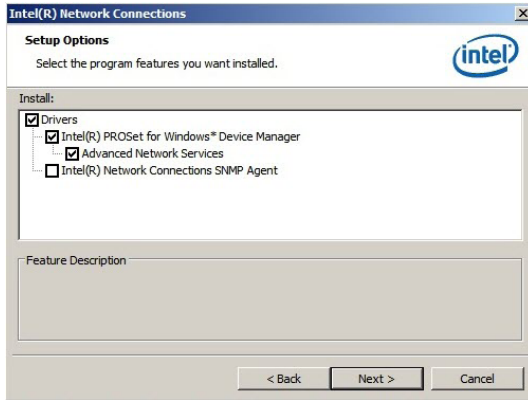 Intel(R) Network Connections
Setup Options
Select the program features you want installed.
intel
Install:
Drivers
Intel(R) PROSet for Windows* Device Manager
Advanced Network Services
Intel(R) Network Connections SNMP Agent
Feature Description
< Back
Next >
Cancel